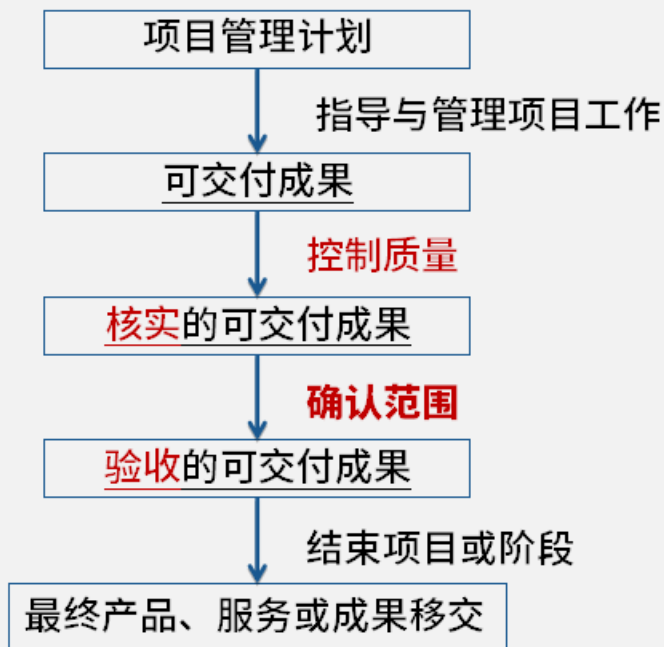 项目管理计划
指导与管理项目工作
可交付成果
控制质量
核实的可交付成果
确认范围
验收的可交付成果
结束项目或阶段
最终产品、服务或成果移交